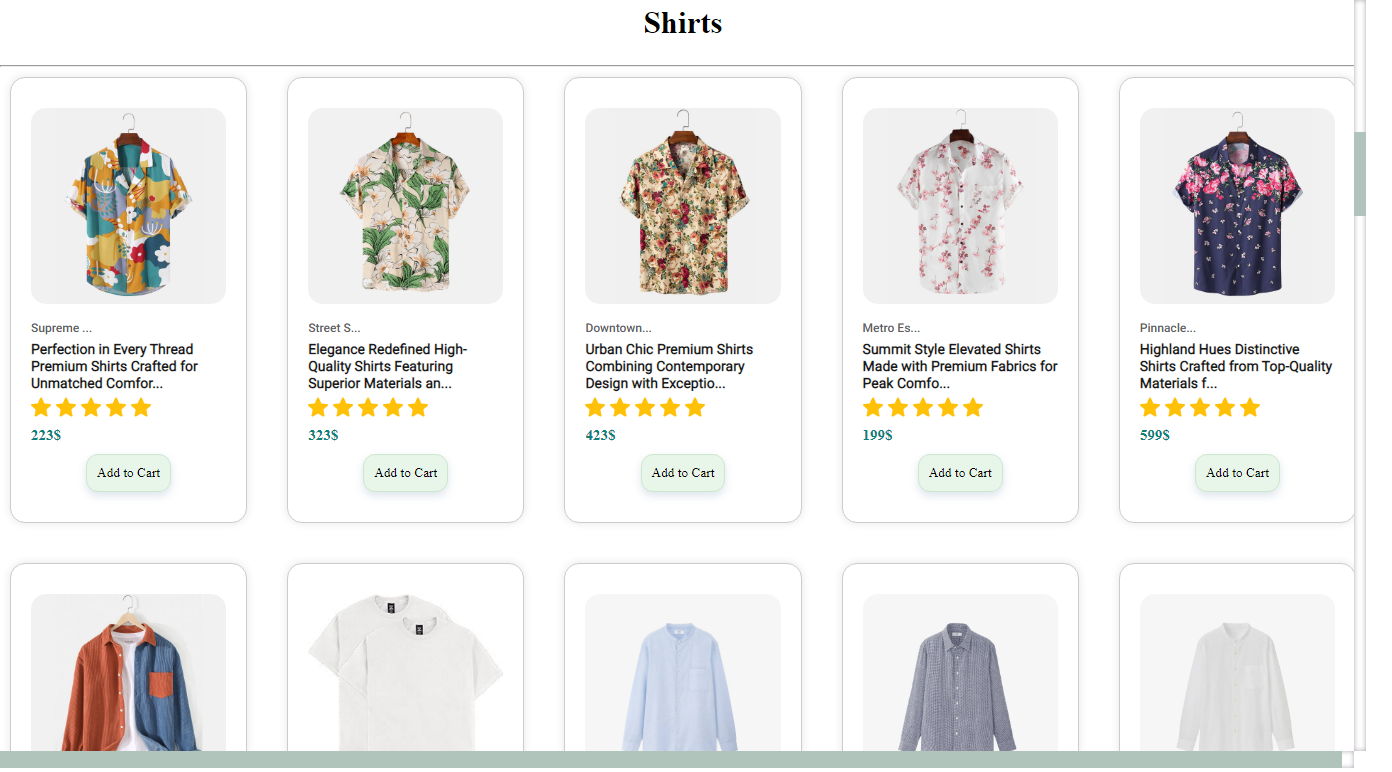 Shirts
Supreme ...
Perfection in Every Thread
Premium Shirts Crafted for
Unmatched Comfor...
223$
Add to Cart
Street S...
Elegance Redefined High-
Quality Shirts Featuring
Superior Materials an...
323$
Add to Cart
Downtown...
Urban Chic Premium Shirts
Combining Contemporary
Design with Exceptio...
423$
Add to Cart
Metro Es...
Summit Style Elevated Shirts
Made with Premium Fabrics for
Peak Comfo...
199$
Add to Cart
Pinnacle...
Highland Hues Distinctive
Shirts Crafted from Top-Quality
Materials f...
599$
Add to Cart